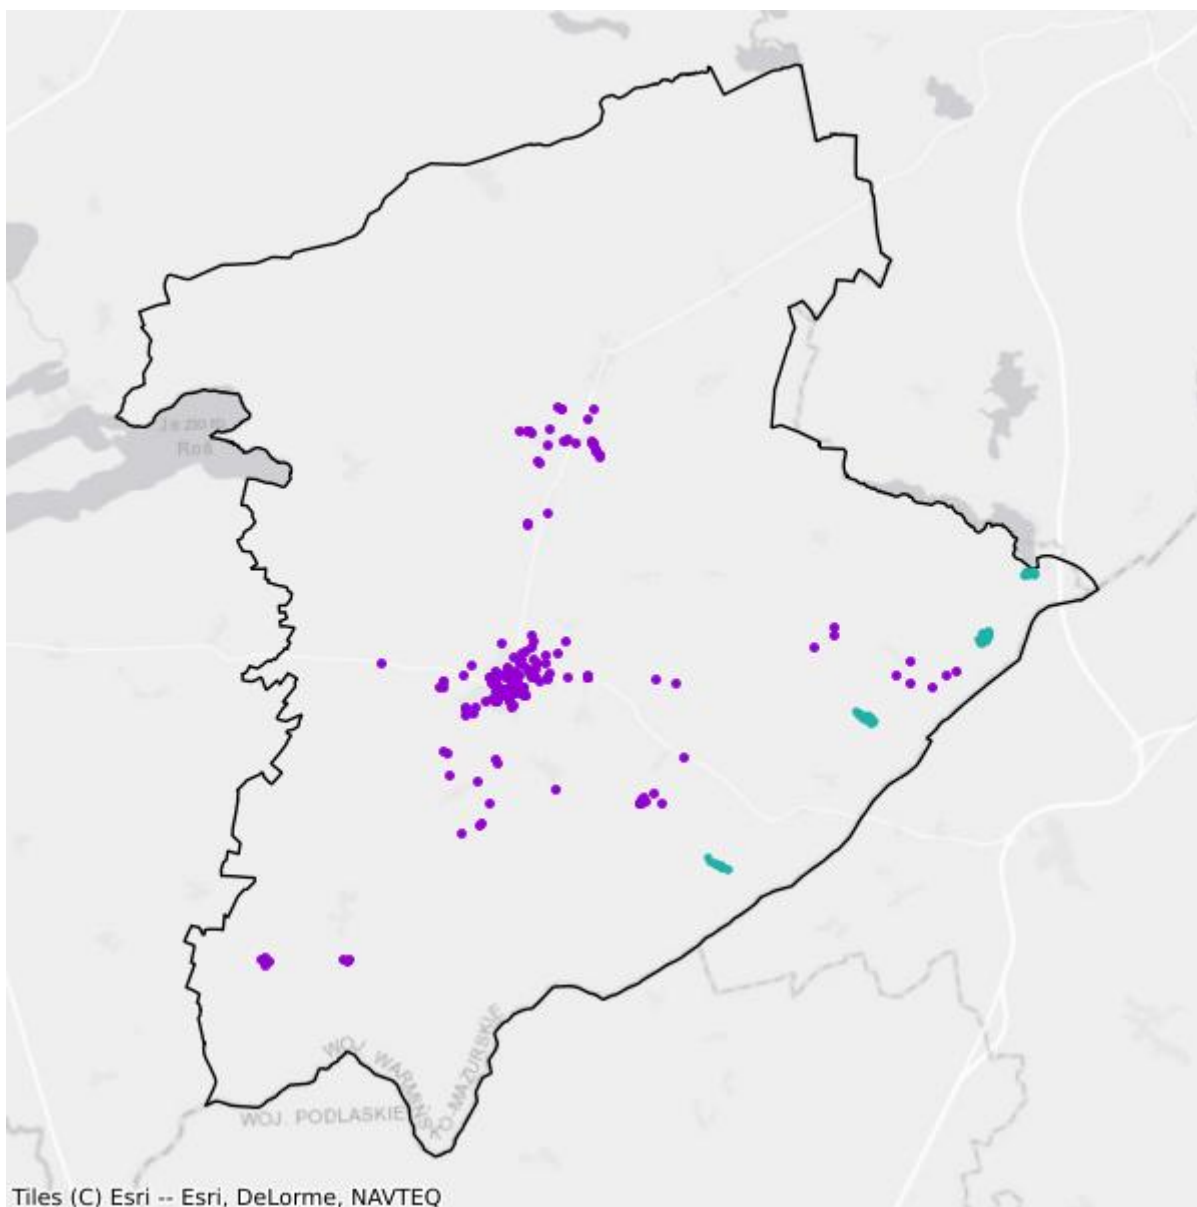 Jezioro
Roś
WOJ. WARMIŃSKO-MAZURSKIE
WOJ. PODLASKIE
Tiles (C) Esri -- Esri, DeLorme, NAVTEQ